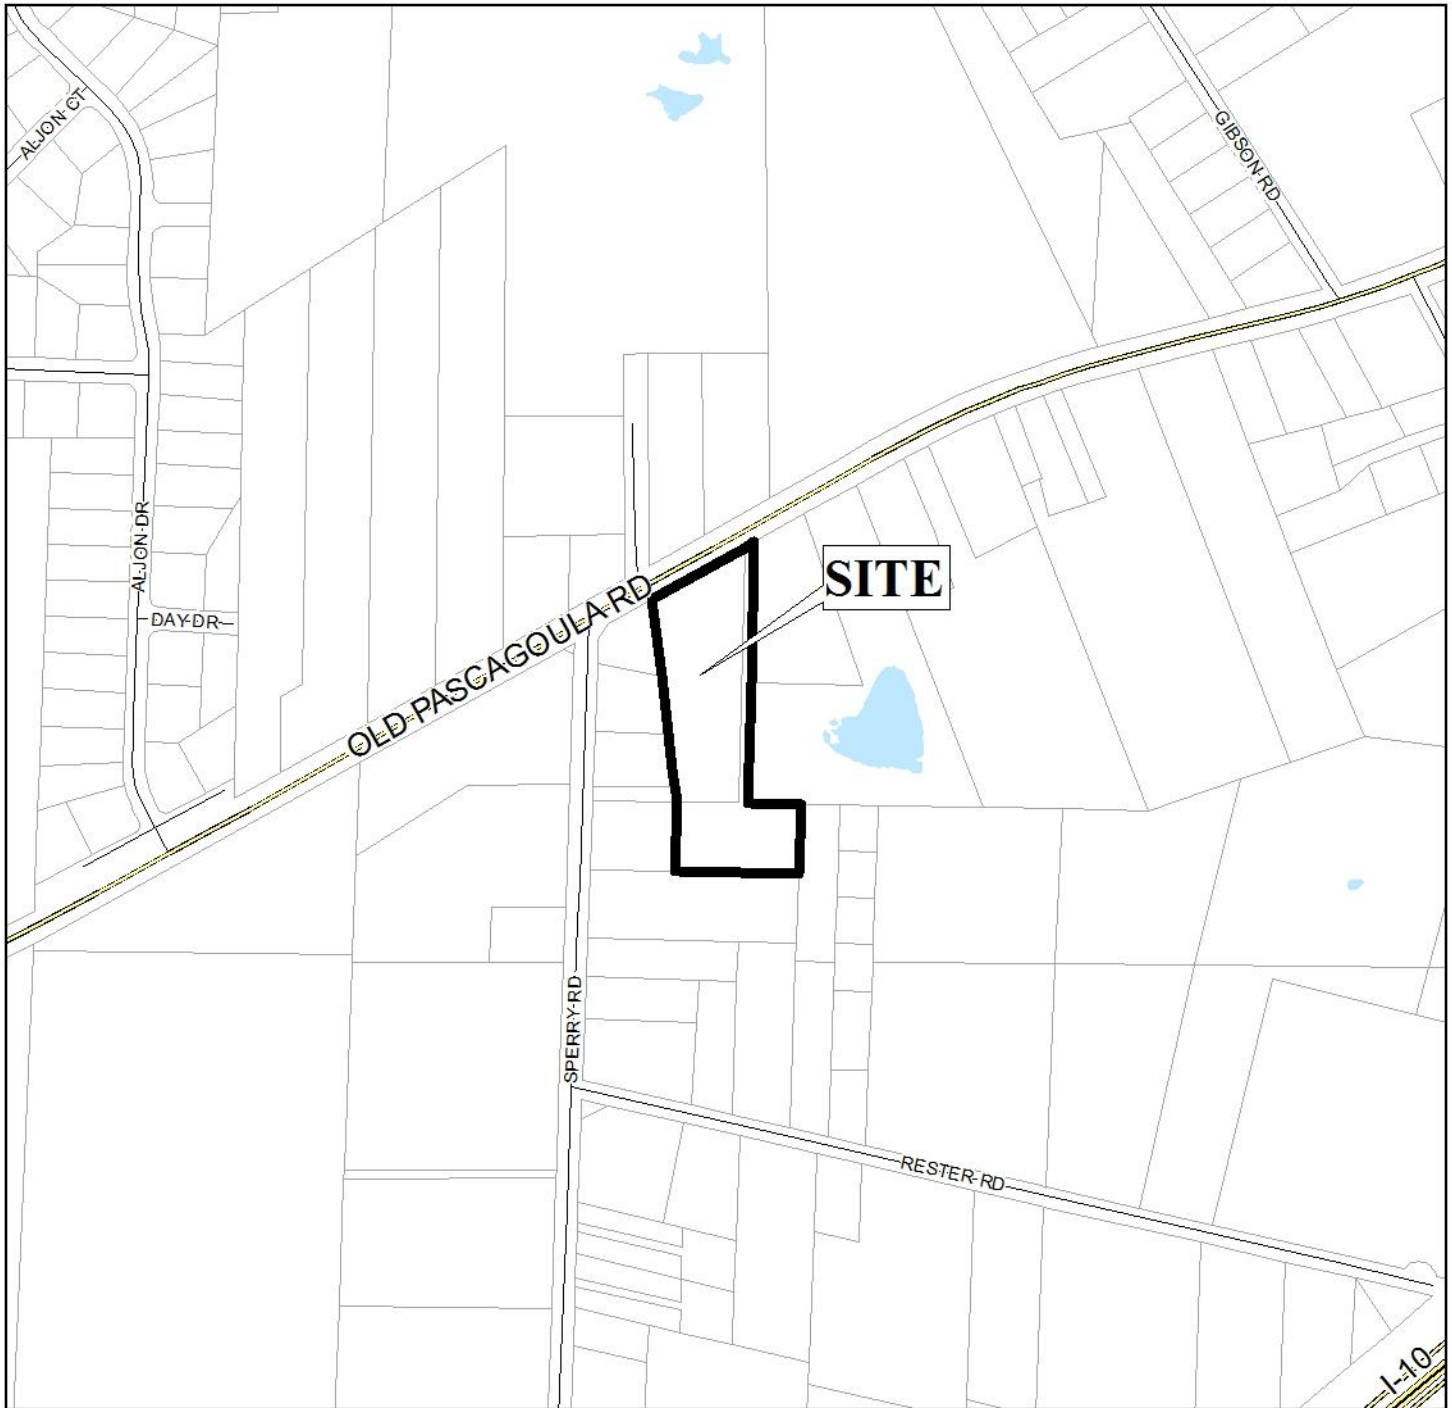 ALJON CT
GIBSON RD
ALJON DR
SITE
OLD PASCAGOULA RD
DAY DR
SPERRY RD
RESTER RD
I-10